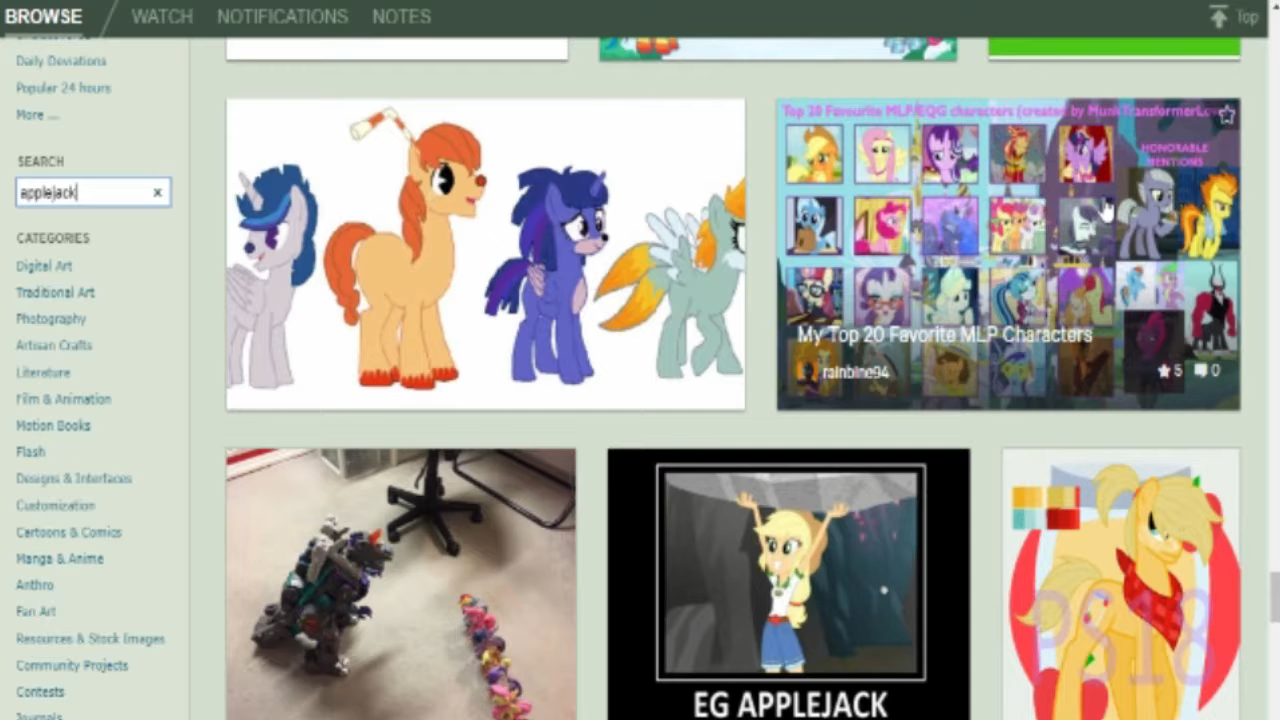 BROWSE
WATCH
NOTIFICATIONS
NOTES
Top
Daily Deviations
Popular 24 hours
More ...
SEARCH
applejack
×
CATEGORIES
Digital Art
Traditional Art
Photography
Artisan Crafts
Literature
Film & Animation
Motion Books
Flash
Designs & Interfaces
Customization
Cartoons & Comics
Manga & Anime
Anthro
Fan Art
Resources & Stock Images
Community Projects
Contests
Journals
Top 20 Favourite MLP/EQG characters (created by
HONORABLE
MENTIONS
My Top 20 Favorite MLP Characters
rainbine94
5
0
EG APPLEJACK